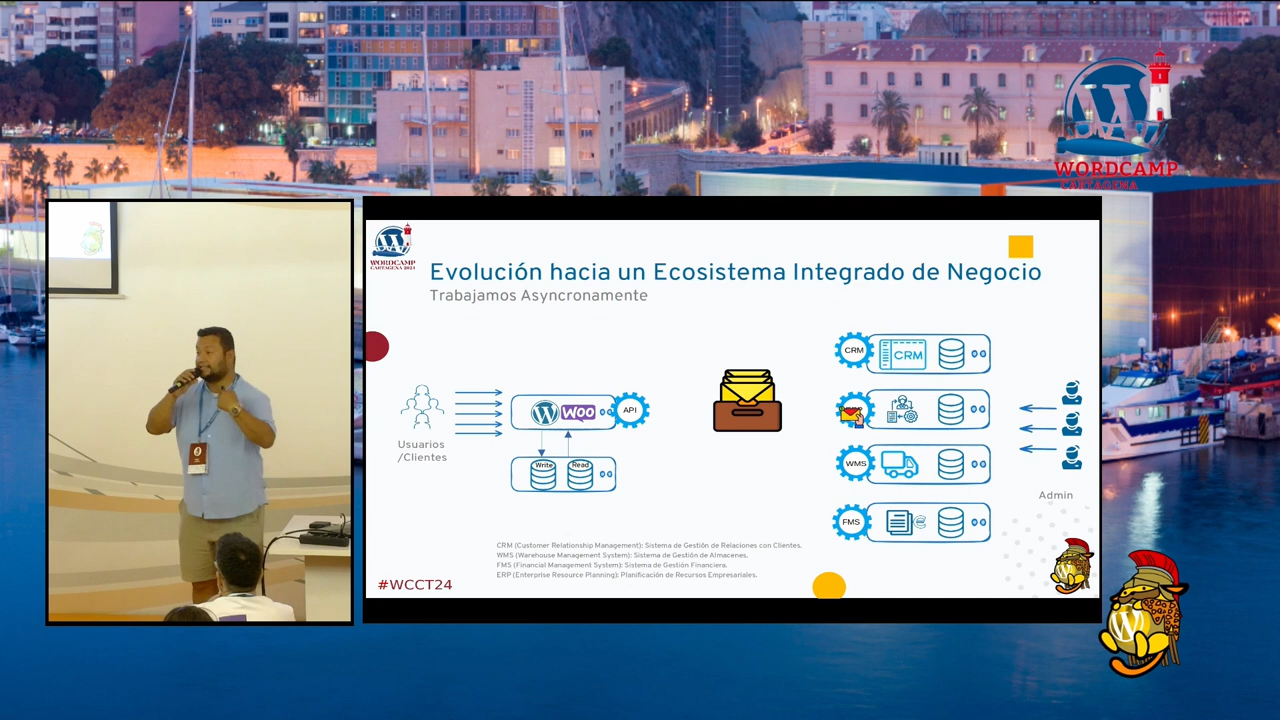 WORDCAMP
CARTAGENA
WORDCAMP
CARTAGENA 2023
Evolución hacia un Ecosistema Integrado de Negocio
Trabajamos Asyncronamente
CRM
CRM
Usuarios
/Clientes
WOO
API
Write
Read
WMS
FMS
Admin
CRM (Customer Relationship Management): Sistema de Gestión de Relaciones con Clientes.
WMS (Warehouse Management System): Sistema de Gestión de Almacenes.
FMS (Financial Management System): Sistema de Gestión Financiera.
ERP (Enterprise Resource Planning): Planificación de Recursos Empresariales.
#WCCT24